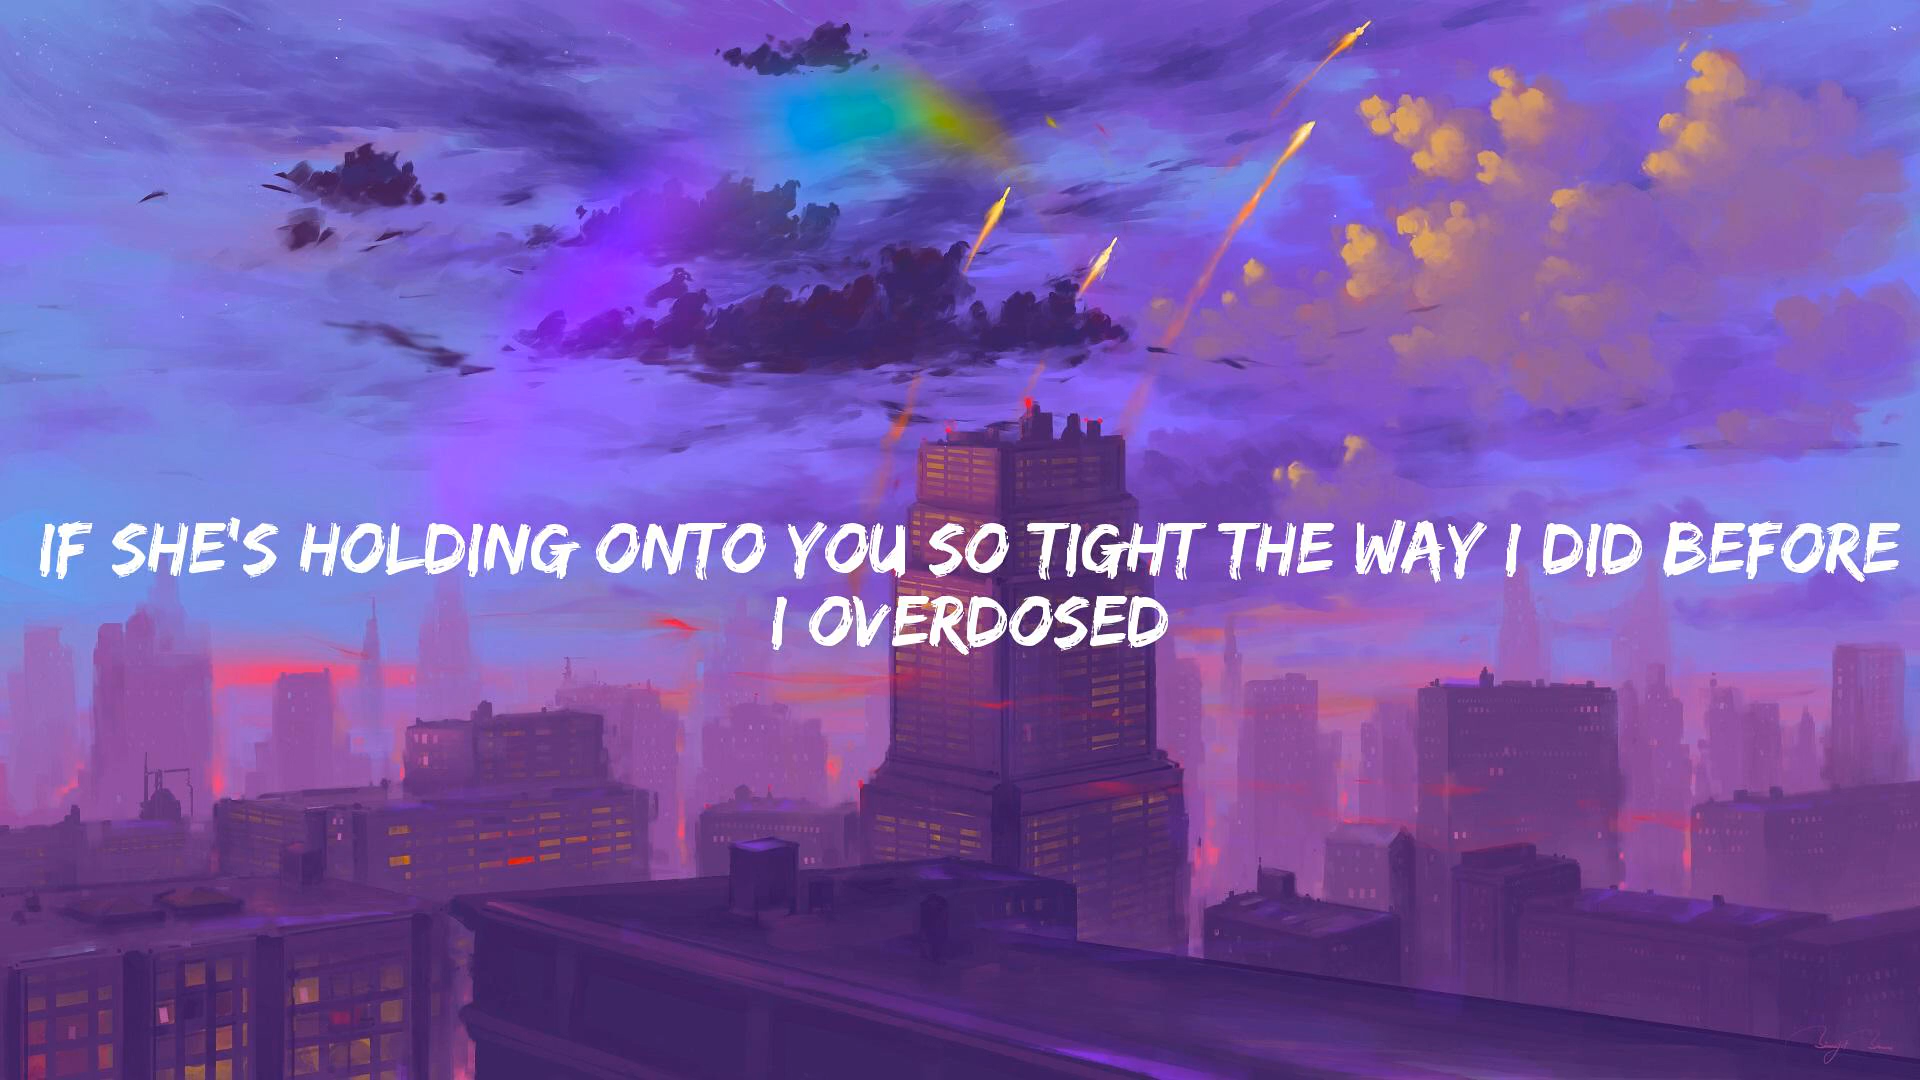 IF SHE'S HOLDING ONTO YOU SO TIGHT THE WAY I DID BEFORE
I OVERDOSED